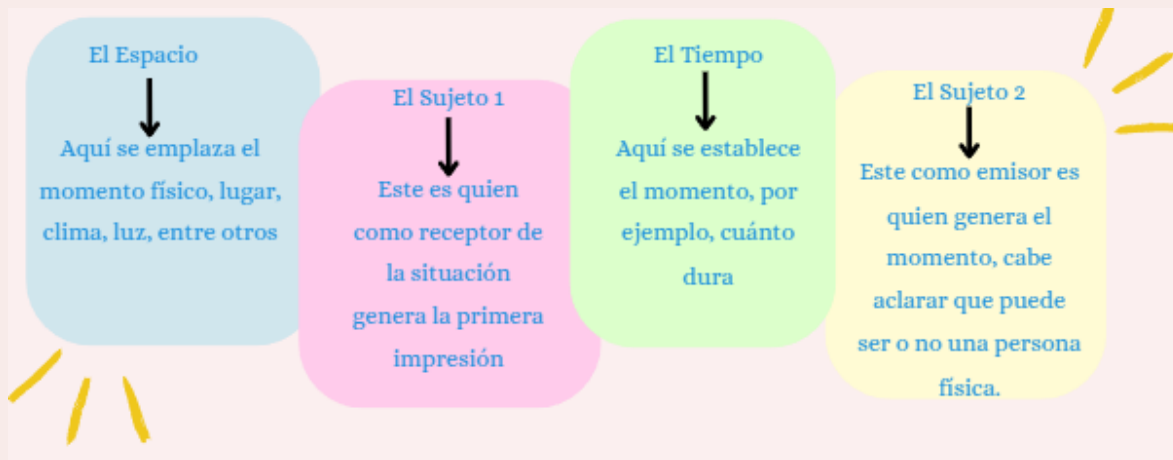 El Espacio
Aquí se emplaza el
momento físico, lugar,
clima, luz, entre otros
El Sujeto 1
Este es quien
como receptor de
la situación
genera la primera
impresión
El Tiempo
Aquí se establece
el momento, por
ejemplo, cuánto
dura
El Sujeto 2
Este como emisor es
quien genera el
momento, cabe
aclarar que puede
ser o no una persona
física.